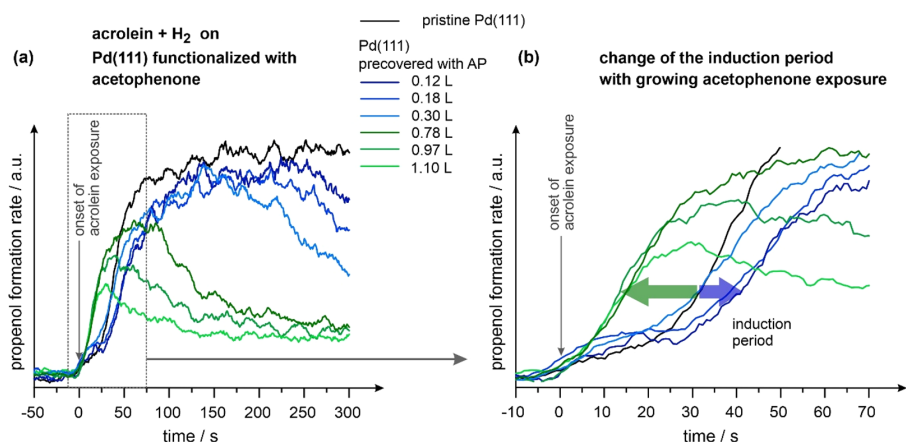 (a)
acrolein + H2 on
Pd(111) functionalized with
acetophenone
pristine Pd(111)
Pd(111)
precovered with AP
0.12 L
0.18 L
0.30 L
0.78 L
0.97 L
1.10 L
onset of
acrolein exposure
propenol formation rate / a.u.
-50 0 50 100 150 200 250 300
time / s
(b)
change of the induction period
with growing acetophenone exposure
onset of
acrolein exposure
induction
period
propenol formation rate / a.u.
-10 0 10 20 30 40 50 60 70
time / s